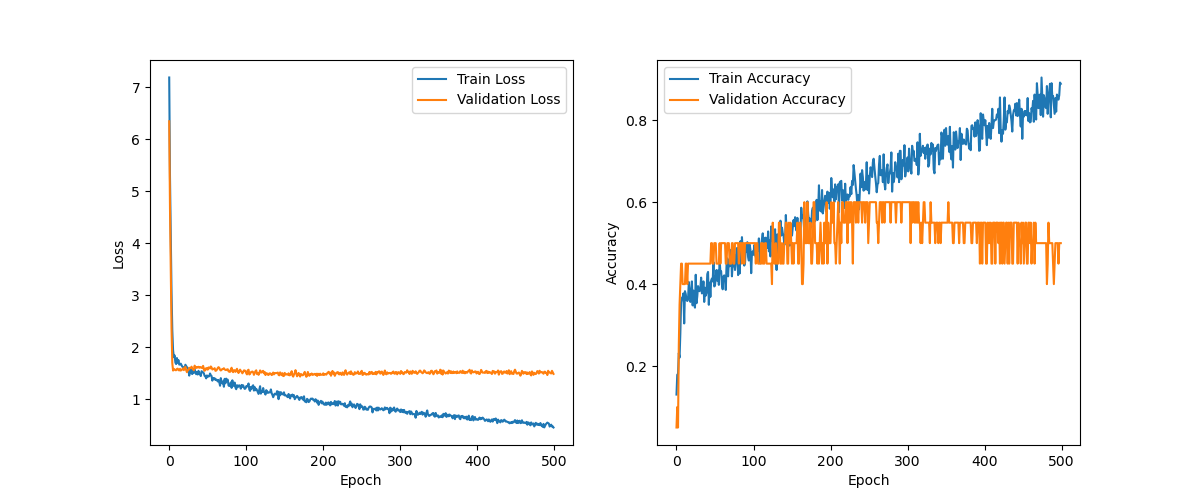 Train Loss
Validation Loss
7
6
5
4
3
2
1
Loss
0 100 200 300 400 500
Epoch
Train Accuracy
Validation Accuracy
0.8
0.6
0.4
0.2
Accuracy
0 100 200 300 400 500
Epoch